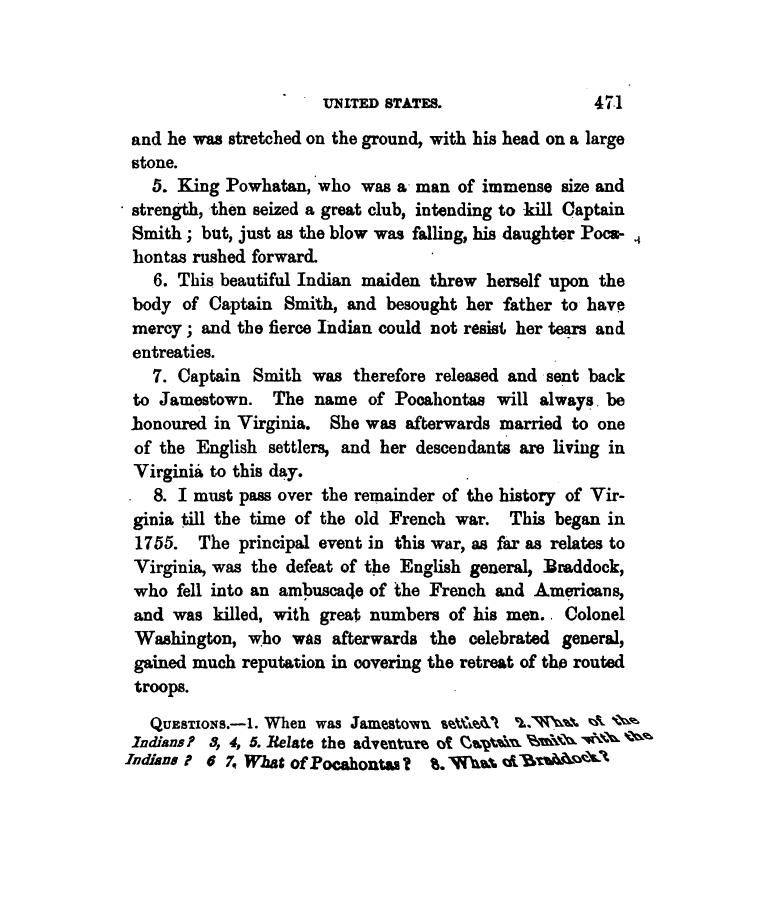 UNITED STATES. 471
and he was stretched on the ground, with his head on a large
stone.
5. King Powhatan, who was a man of immense size and
strength, then seized a great club, intending to kill Captain
Smith ; but, just as the blow was falling, his daughter Poca-
hontas rushed forward.
6. This beautiful Indian maiden threw herself upon the
body of Captain Smith, and besought her father to have
mercy ; and the fierce Indian could not resist her tears and
entreaties.
7. Captain Smith was therefore released and sent back
to Jamestown. The name of Pocahontas will always be
honoured in Virginia. She was afterwards married to one
of the English settlers, and her descendants are living in
Virginia to this day.
8. I must pass over the remainder of the history of Vir-
ginia till the time of the old French war. This began in
1755. The principal event in this war, as far as relates to
Virginia, was the defeat of the English general, Braddock,
who fell into an ambuscade of the French and Americans,
and was killed, with great numbers of his men. Colonel
Washington, who was afterwards the celebrated general,
gained much reputation in covering the retreat of the routed
troops.
QUESTIONS.—1. When was Jamestown settled? 2. What of the
Indians? 3, 4, 5. Relate the adventure of Captain Smith with the
Indians ? 6 7. What of Pocahontas? 8. What of Braddock?